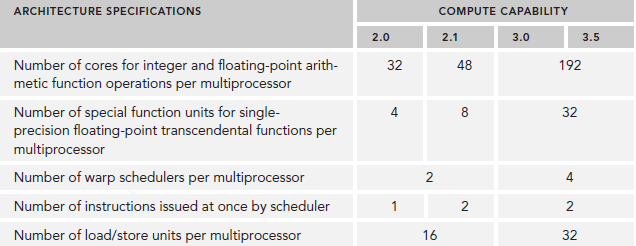 ARCHITECTURE SPECIFICATIONS COMPUTE CAPABILITY
2.0 2.1 3.0 3.5
Number of cores for integer and floating-point arith- 32 48 192
metic function operations per multiprocessor
Number of special function units for single- 4 8 32
precision floating-point transcendental functions per
multiprocessor
Number of warp schedulers per multiprocessor 2 4
Number of instructions issued at once by scheduler 1 2 2
Number of load/store units per multiprocessor 16 32